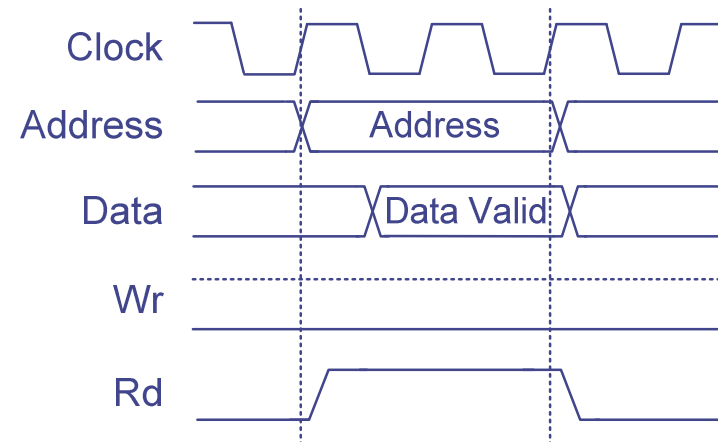 Clock
Address Address
Data Data Valid
Wr
Rd